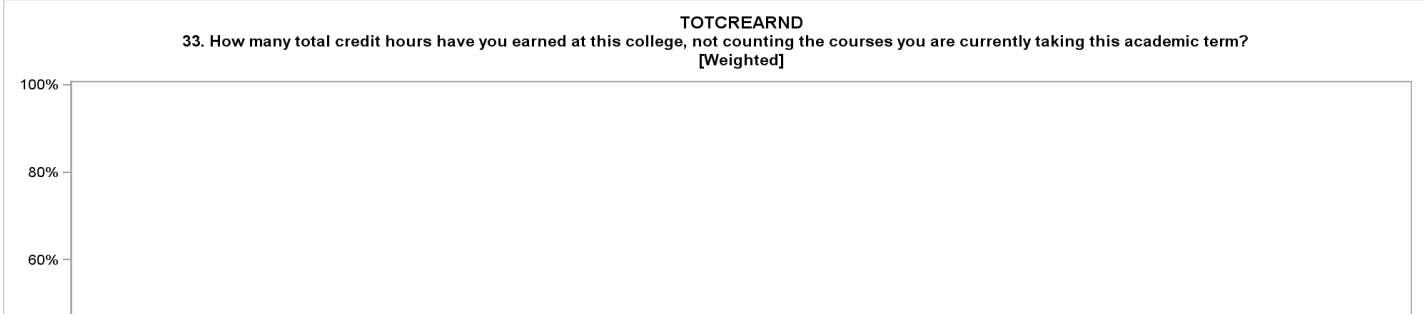 TOTCREARND
33. How many total credit hours have you earned at this college, not counting the courses you are currently taking this academic term?
[Weighted]
100%
80%
60%